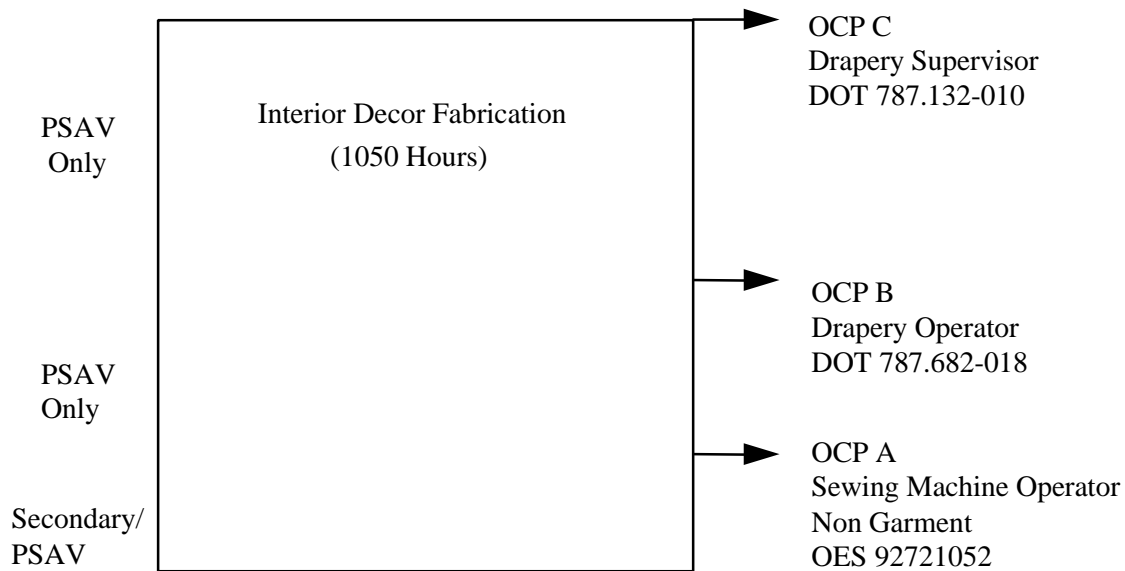 OCP C
Drapery Supervisor
DOT 787.132-010
Interior Decor Fabrication
(1050 Hours)
PSAV
Only
OCP B
Drapery Operator
DOT 787.682-018
PSAV
Only
OCP A
Sewing Machine Operator
Non Garment
OES 92721052
Secondary/
PSAV